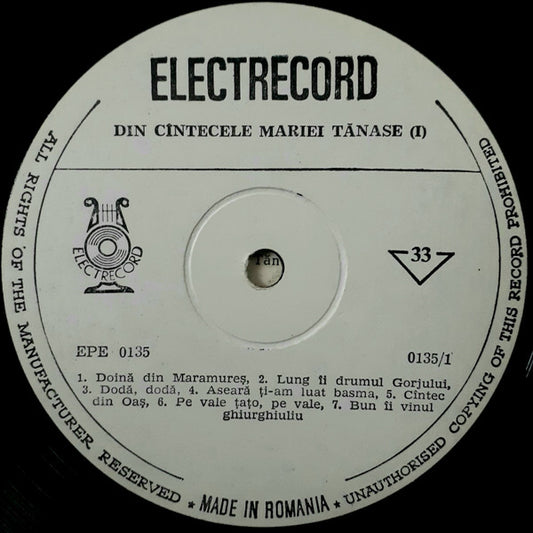 ELECTRECORD
DIN CÎNTECELE MARIEI TĂNASE (I)
ELECTRECORD
33
Tăn
EPE 0135
0135/1
1. Doină din Maramureş, 2. Lung îi drumul Gorjului,
3. Dodă, dodă, 4. Aseară ţi-am luat basma, 5. Cîntec
din Oaş, 6. Pe vale ţato, pe vale, 7. Bun îi vinul
ghiurghiuliu
ALL RIGHTS OF THE MANUFACTURER RESERVED ★ MADE IN ROMANIA ★ UNAUTHORISED COPYING OF THIS RECORD PROHIBITED